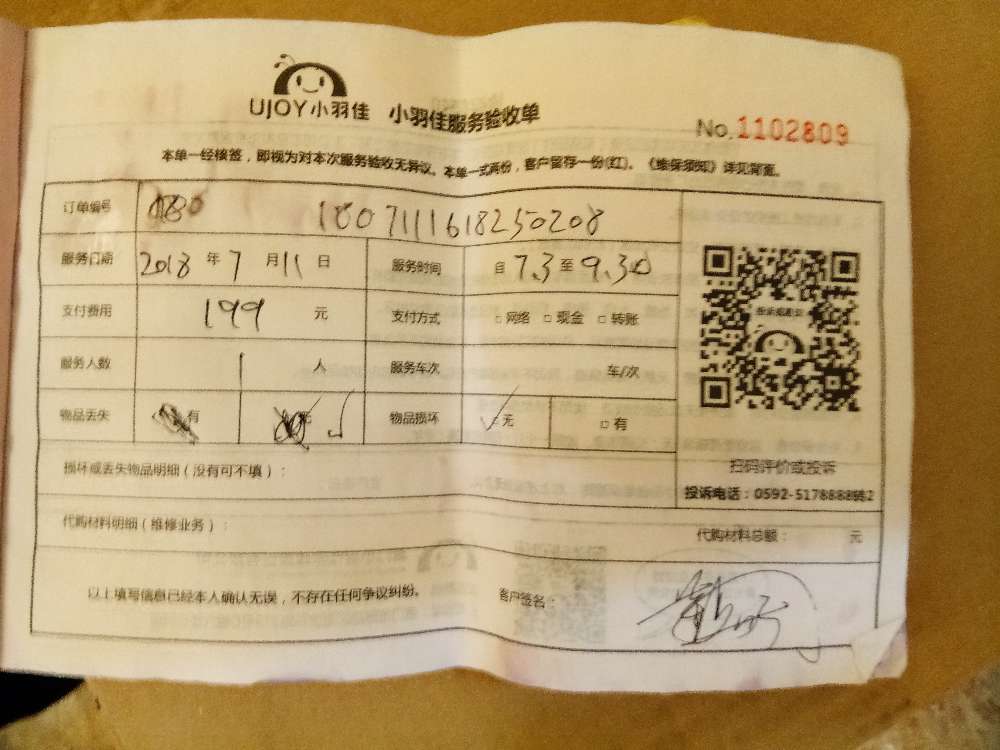 UJOY小羽佳 小羽佳服务验收单
No.1102809
本单一经核签，即视为对本次服务验收无异议。本单一式两份，客户留存一份(红)。《维保须知》详见背面。
订单编号 1807111618250208
服务日期 2018 年 7 月 11 日 服务时间 自 7.3 至 9.30
支付费用 199 元 支付方式 □ 网络 □ 现金 □ 转账
服务人数 1 人 服务车次 车/次
物品丢失 有 无 √ 物品损坏 √ □ 无 □ 有
扫码评价或投诉
损坏或丢失物品明细（没有可不填）：
投诉电话：0592-5178888转2
代购材料明细（维修业务）：
代购材料总额： 元
以上填写信息已经本人确认无误，不存在任何争议纠纷。 客户签名：